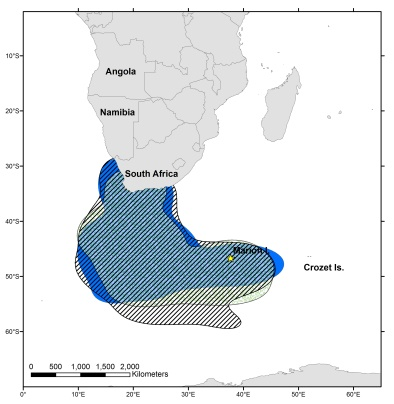 10°S
Angola
20°S
Namibia
30°S
South Africa
40°S
Marion I.
50°S
Crozet Is.
60°S
0 500 1,000 1,500 2,000
Kilometers
0° 10°E 20°E 30°E 40°E 50°E 60°E